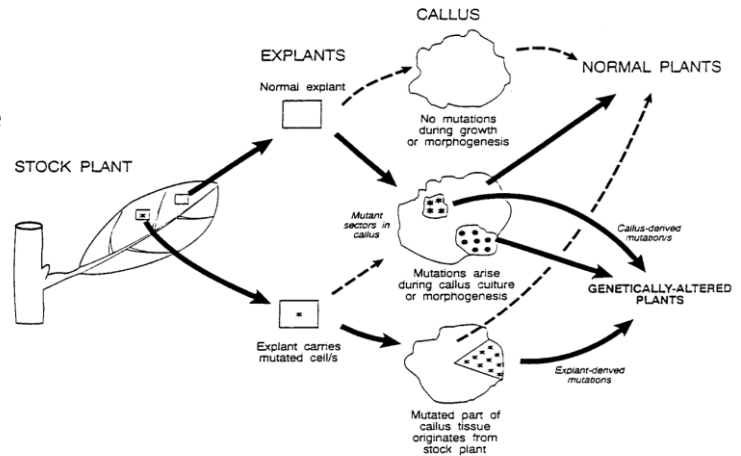 CALLUS
EXPLANTS
Normal explant
NORMAL PLANTS
No mutations
during growth
or morphogenesis
STOCK PLANT
Mutant
sectors in
callus
Callus-derived
mutation/s
Mutations arise
during callus culture
or morphogenesis
GENETICALLY-ALTERED
PLANTS
Explant carries
mutated cell/s
Explant-derived
mutations
Mutated part of
callus tissue
originates from
stock plant